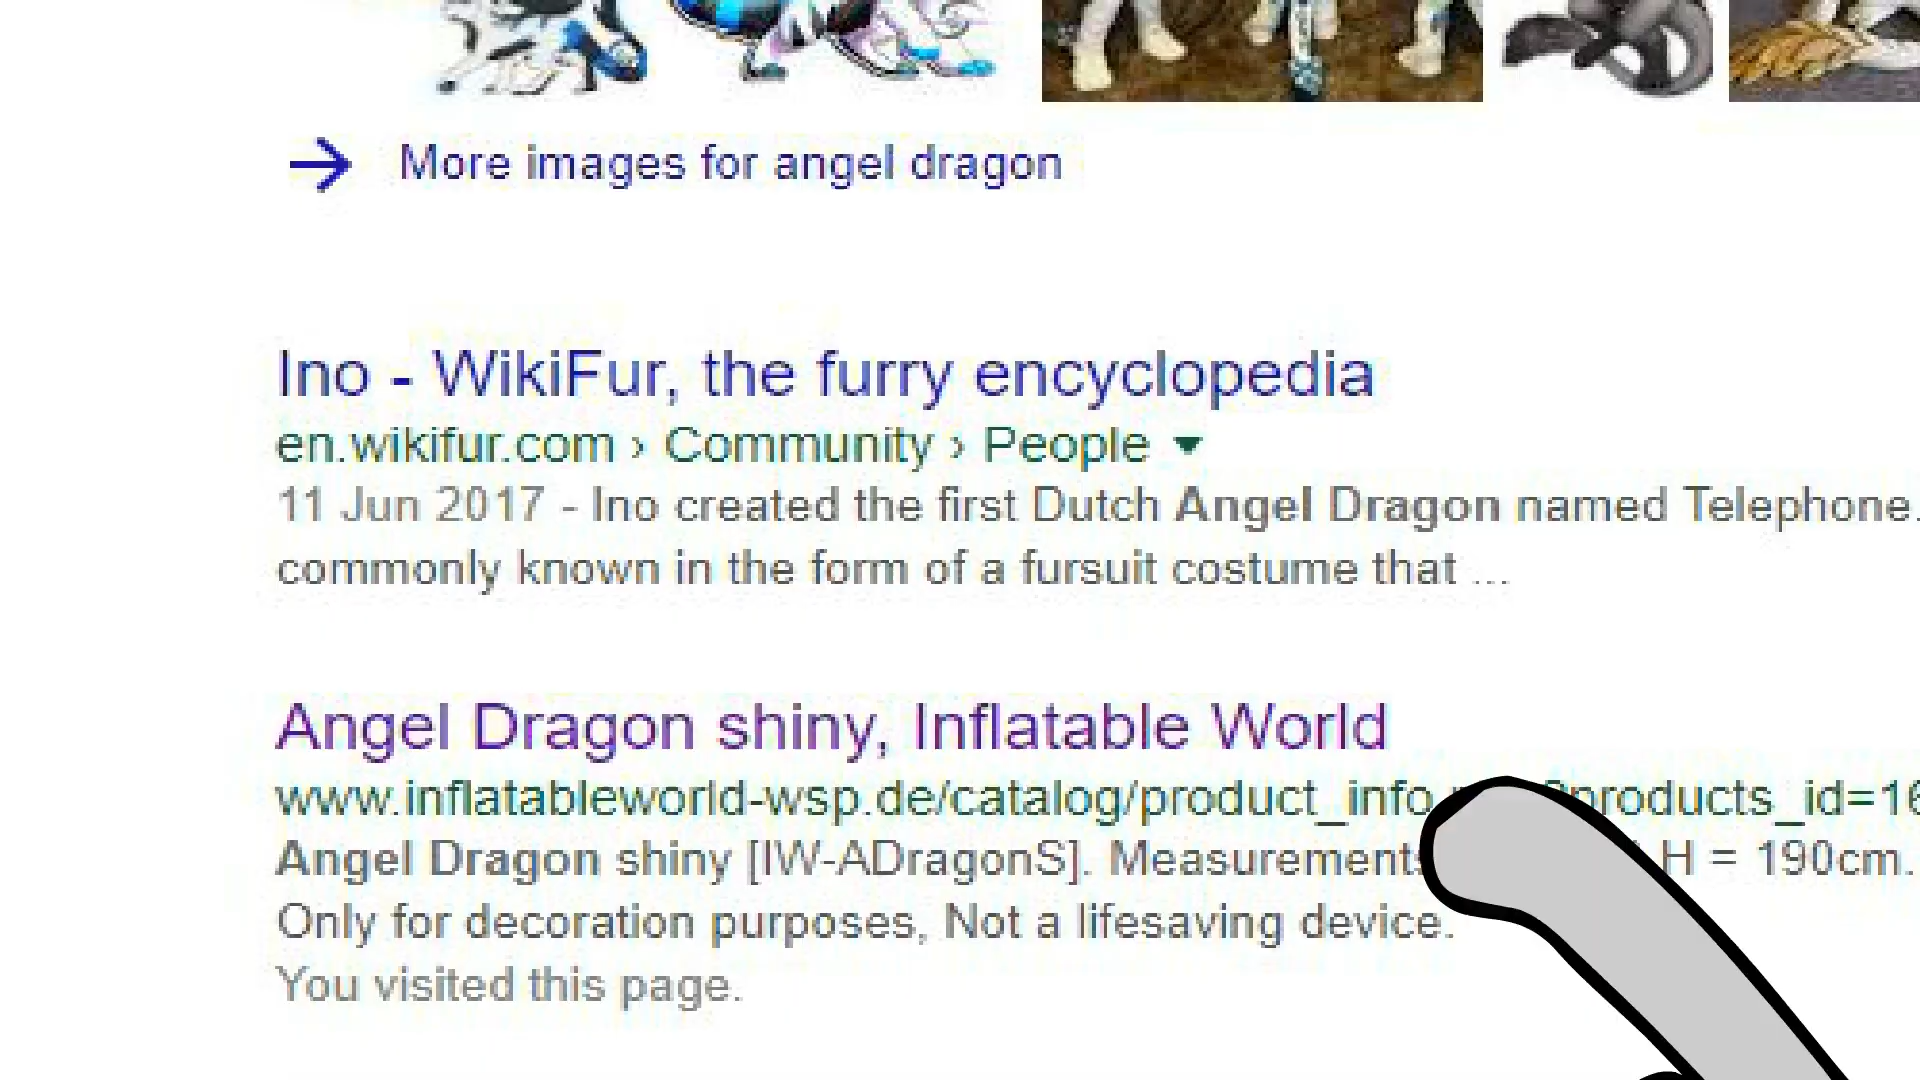 More images for angel dragon
Ino - WikiFur, the furry encyclopedia
en.wikifur.com › Community › People
11 Jun 2017 - Ino created the first Dutch Angel Dragon named Telephone.
commonly known in the form of a fursuit costume that ...
Angel Dragon shiny, Inflatable World
www.inflatableworld-wsp.de/catalog/product_info products_id=16
Angel Dragon shiny [IW-ADragonS]. Measurements H = 190cm.
Only for decoration purposes, Not a lifesaving device.
You visited this page.